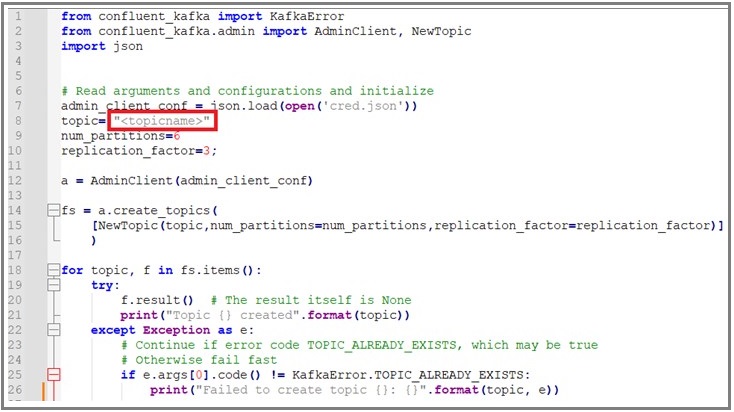 1 from confluent_kafka import KafkaError
2 from confluent_kafka.admin import AdminClient, NewTopic
3 import json
4
5
6 # Read arguments and configurations and initialize
7 admin_client_conf = json.load(open('cred.json'))
8 topic= "<topicname>"
9 num_partitions=6
10 replication_factor=3;
11
12 a = AdminClient(admin_client_conf)
13
14 fs = a.create_topics(
15     [NewTopic(topic,num_partitions=num_partitions,replication_factor=replication_factor)]
16     )
17
18 for topic, f in fs.items():
19     try:
20         f.result()  # The result itself is None
21         print("Topic {} created".format(topic))
22     except Exception as e:
23         # Continue if error code TOPIC_ALREADY_EXISTS, which may be true
24         # Otherwise fail fast
25         if e.args[0].code() != KafkaError.TOPIC_ALREADY_EXISTS:
26             print("Failed to create topic {}: {}".format(topic, e))